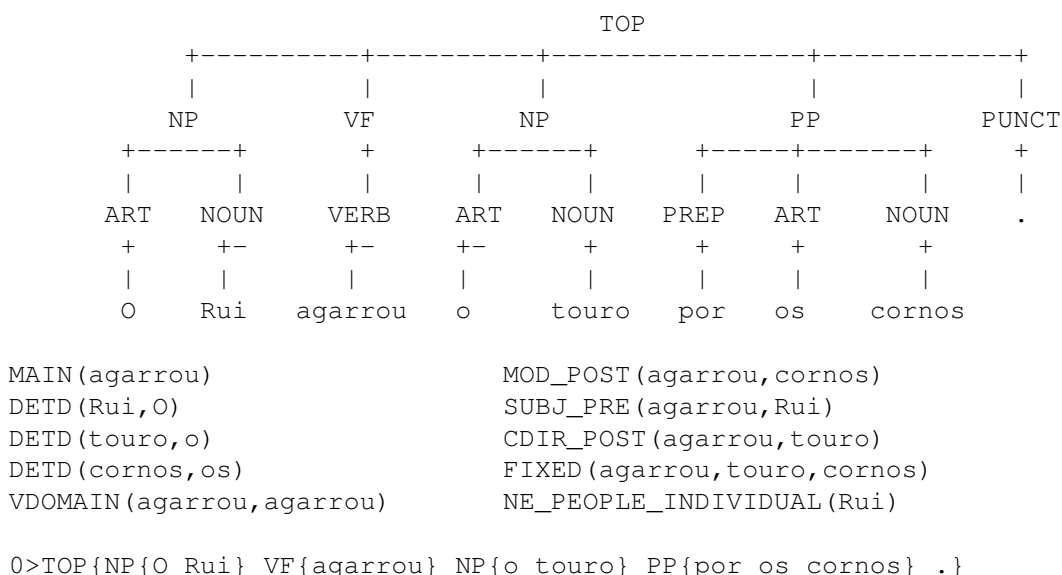 TOP
NP VF NP PP PUNCT
ART NOUN VERB ART NOUN PREP ART NOUN .
O Rui agarrou o touro por os cornos
MAIN(agarrou) MOD_POST(agarrou,cornos)
DETD(Rui,O) SUBJ_PRE(agarrou,Rui)
DETD(touro,o) CDIR_POST(agarrou,touro)
DETD(cornos,os) FIXED(agarrou,touro,cornos)
VDOMAIN(agarrou,agarrou) NE_PEOPLE_INDIVIDUAL(Rui)
0>TOP{NP{O Rui} VF{agarrou} NP{o touro} PP{por os cornos} .}